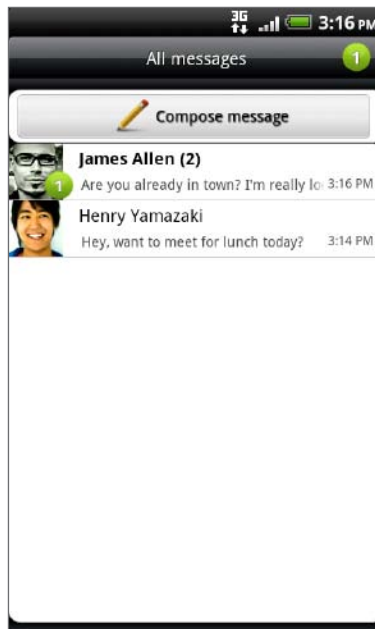 3G 3:16 PM
All messages 1
Compose message
James Allen (2)
1 Are you already in town? I'm really lo 3:16 PM
Henry Yamazaki
Hey, want to meet for lunch today? 3:14 PM